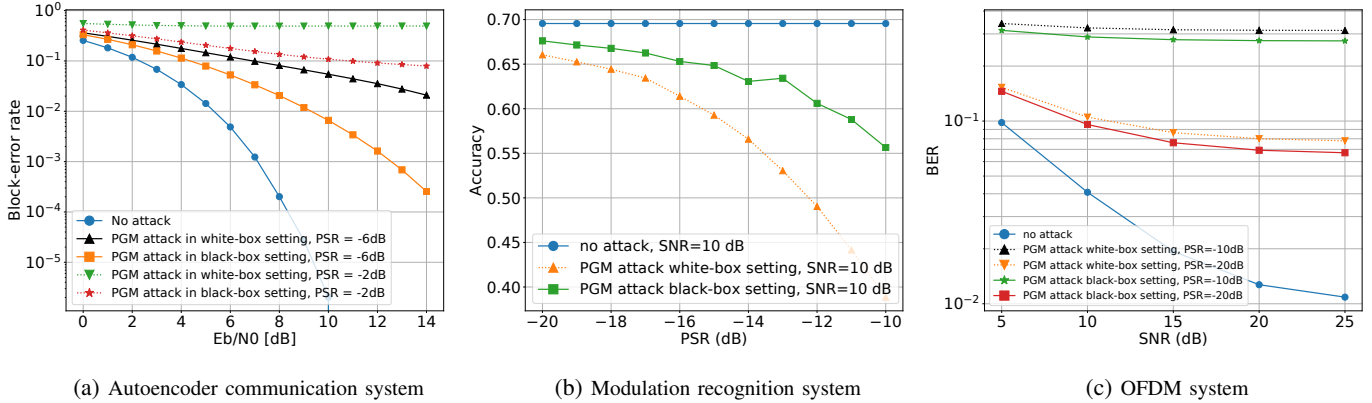 10^0
10^-1
10^-2
10^-3
10^-4
10^-5
Block-error rate
No attack
PGM attack in white-box setting, PSR = -6dB
PGM attack in black-box setting, PSR = -6dB
PGM attack in white-box setting, PSR = -2dB
PGM attack in black-box setting, PSR = -2dB
0 2 4 6 8 10 12 14
Eb/N0 [dB]
(a) Autoencoder communication system
0.70
0.65
0.60
0.55
0.50
0.45
0.40
Accuracy
no attack, SNR=10 dB
PGM attack white-box setting, SNR=10 dB
PGM attack black-box setting, SNR=10 dB
−20 −18 −16 −14 −12 −10
PSR (dB)
(b) Modulation recognition system
10^-1
10^-2
BER
no attack
PGM attack white-box setting, PSR=-10dB
PGM attack white-box setting, PSR=-20dB
PGM attack black-box setting, PSR=-10dB
PGM attack black-box setting, PSR=-20dB
5 10 15 20 25
SNR (dB)
(c) OFDM system